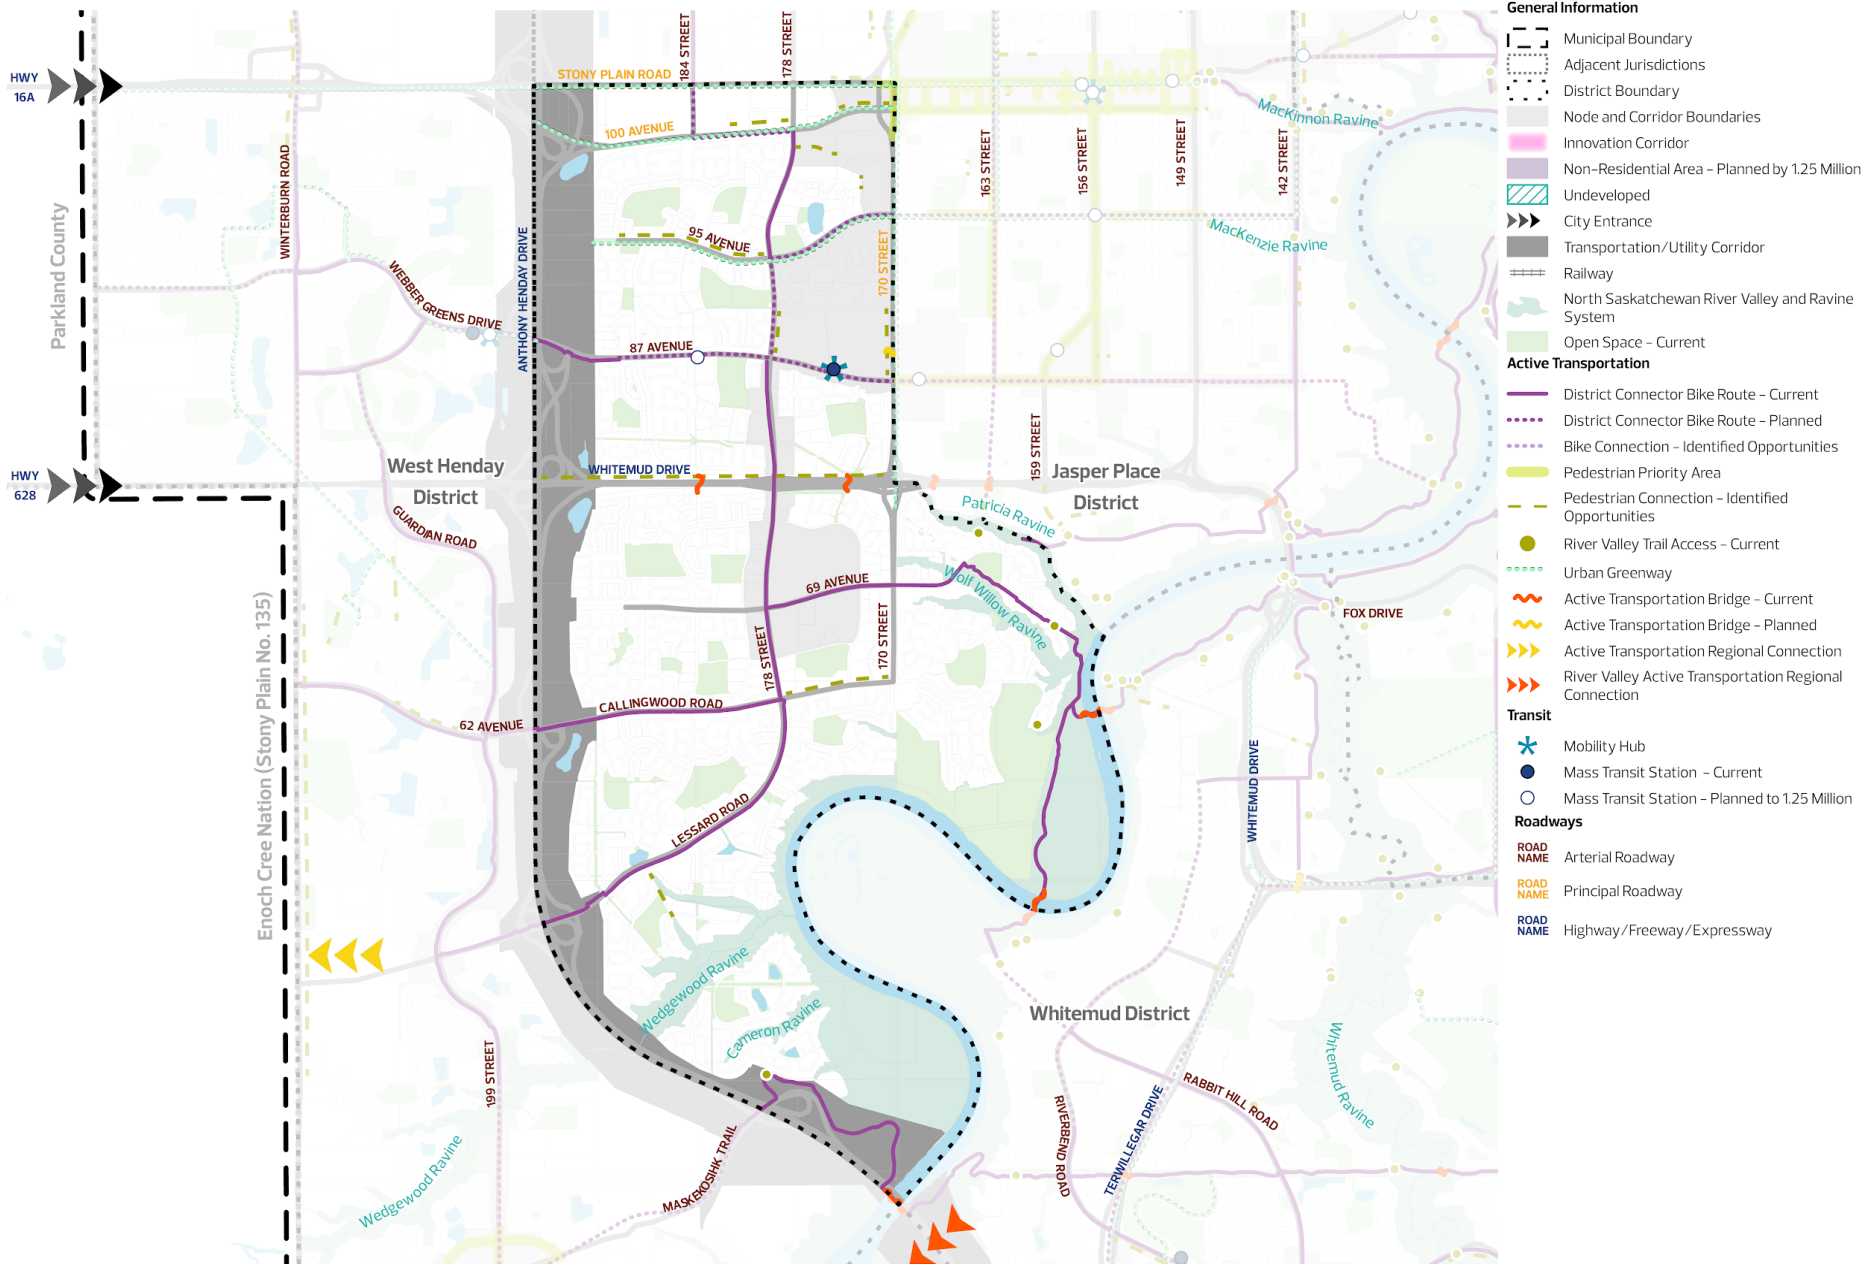 HWY
16A
HWY
628
Parkland County
Enoch Cree Nation (Stony Plain No. 135)
WINTERBURN ROAD
WEBBER GREENS DRIVE
ANTHONY HENDAY DRIVE
STONY PLAIN ROAD
184 STREET
178 STREET
100 AVENUE
95 AVENUE
170 STREET
87 AVENUE
163 STREET
156 STREET
149 STREET
142 STREET
MacKinnon Ravine
MacKenzie Ravine
159 STREET
West Henday
District
WHITEMUD DRIVE
Jasper Place
District
GUARDIAN ROAD
Patricia Ravine
Wolf Willow Ravine
69 AVENUE
170 STREET
178 STREET
FOX DRIVE
62 AVENUE
CALLINGWOOD ROAD
LESSARD ROAD
WHITEMUD DRIVE
Wedgewood Ravine
Cameron Ravine
Whitemud District
199 STREET
Wedgewood Ravine
MASKEKOSIHK TRAIL
RIVERBEND ROAD
TERWILLEGAR DRIVE
RABBIT HILL ROAD
Whitemud Ravine
General Information
Municipal Boundary
Adjacent Jurisdictions
District Boundary
Node and Corridor Boundaries
Innovation Corridor
Non-Residential Area - Planned by 1.25 Million
Undeveloped
City Entrance
Transportation/Utility Corridor
Railway
North Saskatchewan River Valley and Ravine
System
Open Space - Current
Active Transportation
District Connector Bike Route - Current
District Connector Bike Route - Planned
Bike Connection - Identified Opportunities
Pedestrian Priority Area
Pedestrian Connection - Identified
Opportunities
River Valley Trail Access - Current
Urban Greenway
Active Transportation Bridge - Current
Active Transportation Bridge - Planned
Active Transportation Regional Connection
River Valley Active Transportation Regional
Connection
Transit
Mobility Hub
Mass Transit Station - Current
Mass Transit Station - Planned to 1.25 Million
Roadways
ROAD
NAME
Arterial Roadway
ROAD
NAME
Principal Roadway
ROAD
NAME
Highway/Freeway/Expressway